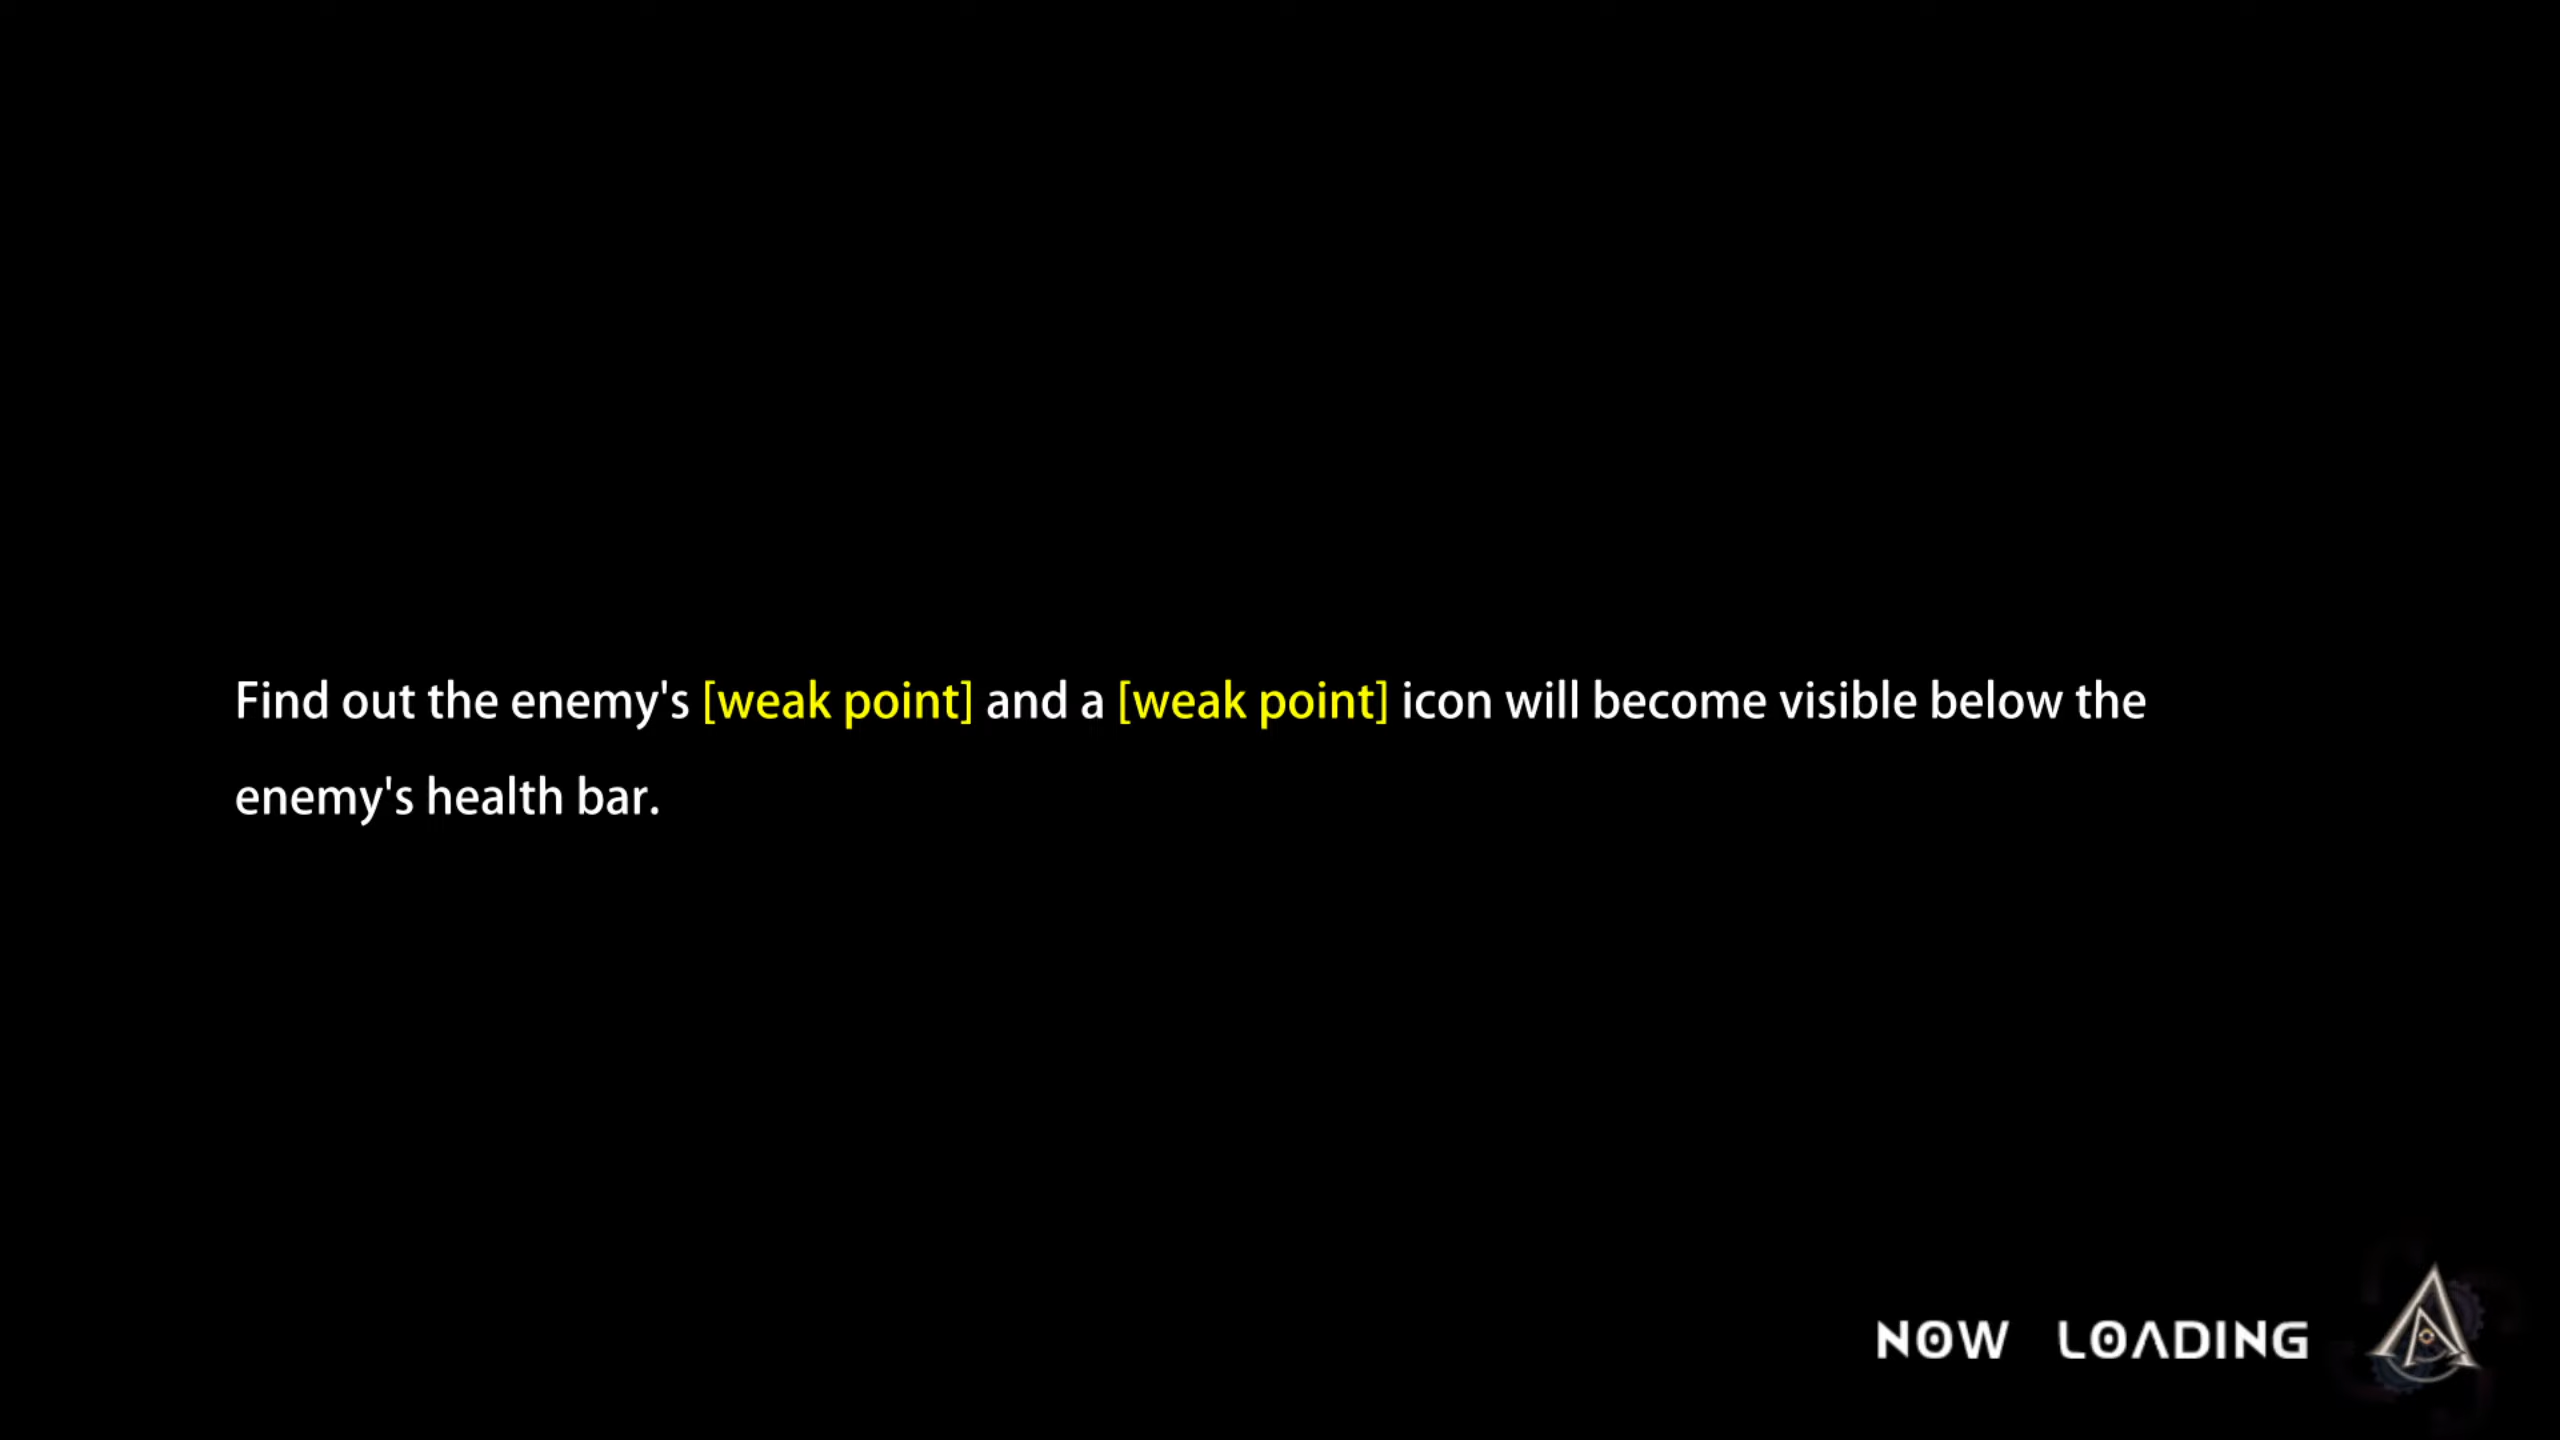 Find out the enemy's [weak point] and a [weak point] icon will become visible below the
enemy's health bar.
NOW LOADING